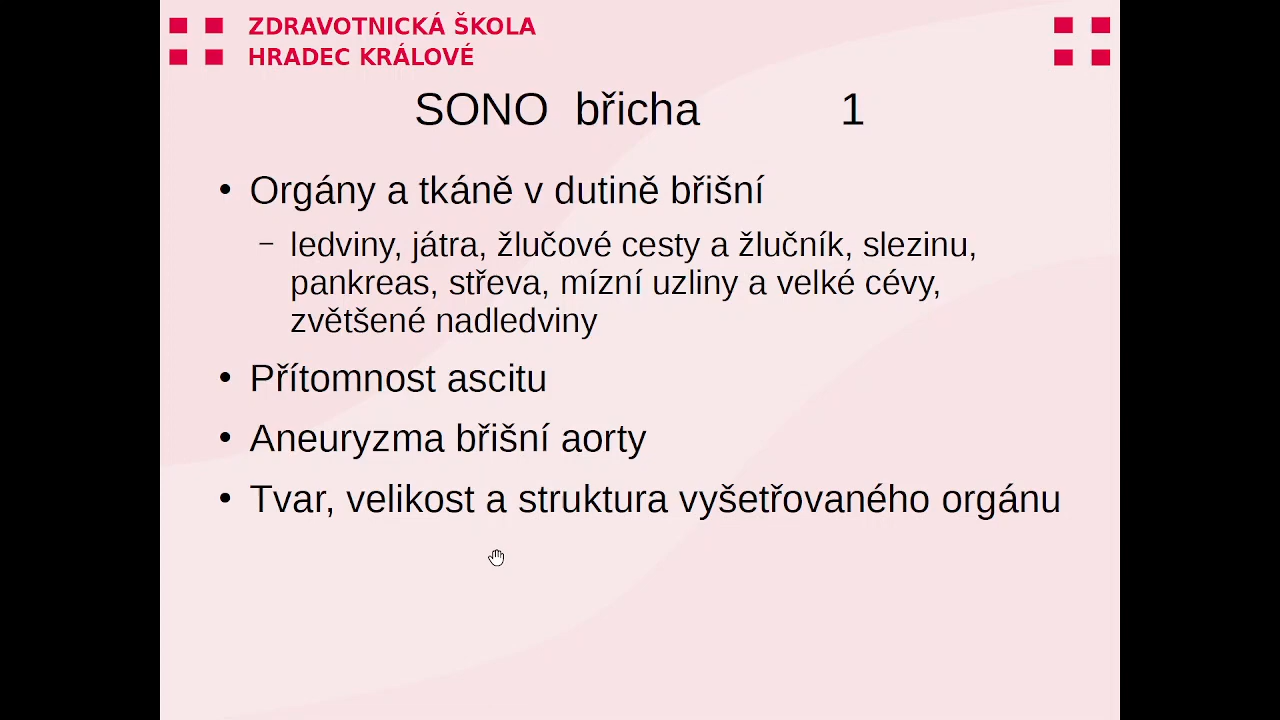 ZDRAVOTNICKÁ ŠKOLA
HRADEC KRÁLOVÉ
SONO břicha 1
• Orgány a tkáně v dutině břišní
– ledviny, játra, žlučové cesty a žlučník, slezinu,
pankreas, střeva, mízní uzliny a velké cévy,
zvětšené nadledviny
• Přítomnost ascitu
• Aneuryzma břišní aorty
• Tvar, velikost a struktura vyšetřovaného orgánu